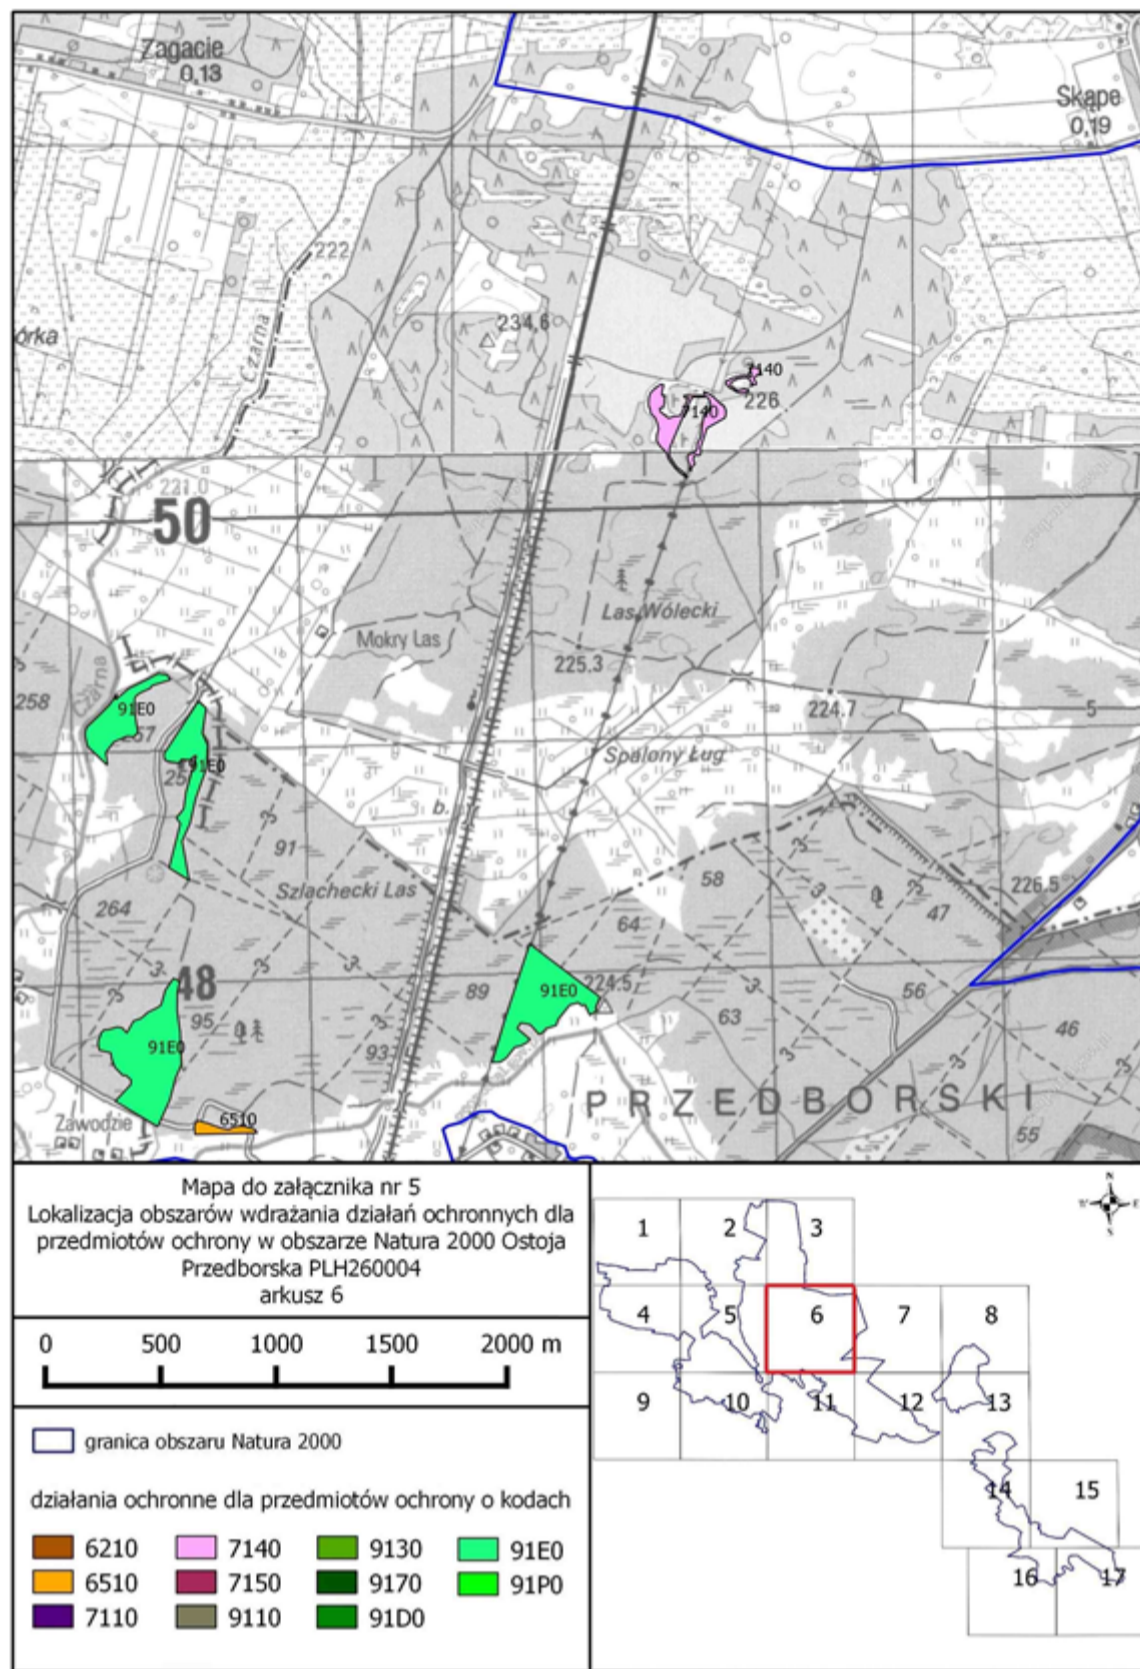 Zagacie
0,13
Skąpe
0,19
222
Czarna
234,6
órka
7140
226
7140
221.0
50
Las Wólecki
Mokry Las
225.3
258
Czarna
91E0
257
224.7
5
Spalony Ług
91E0
b.
91
58
Szlachecki Las
226.5
264
47
64
48
89
91E0
224.5
56
95
63
46
91E0
93
PRZEDBORSKI
6510
Zawodzie
55
Mapa do załącznika nr 5
Lokalizacja obszarów wdrażania działań ochronnych dla
przedmiotów ochrony w obszarze Natura 2000 Ostoja
Przedborska PLH260004
arkusz 6
0 500 1000 1500 2000 m
granica obszaru Natura 2000
działania ochronne dla przedmiotów ochrony o kodach
6210 7140 9130 91E0
6510 7150 9170 91P0
7110 9110 91D0
N
W E
S
1 2 3
4 5 6 7 8
9 10 11 12 13
14 15
16 17